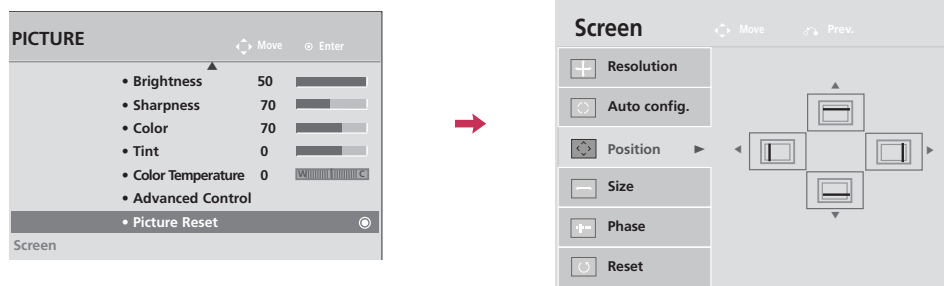 PICTURE
Move
Enter
• Brightness 50
• Sharpness 70
• Color 70
• Tint 0
• Color Temperature 0 W C
• Advanced Control
• Picture Reset
Screen
Screen
Move
Prev.
Resolution
Auto config.
Position
Size
Phase
Reset